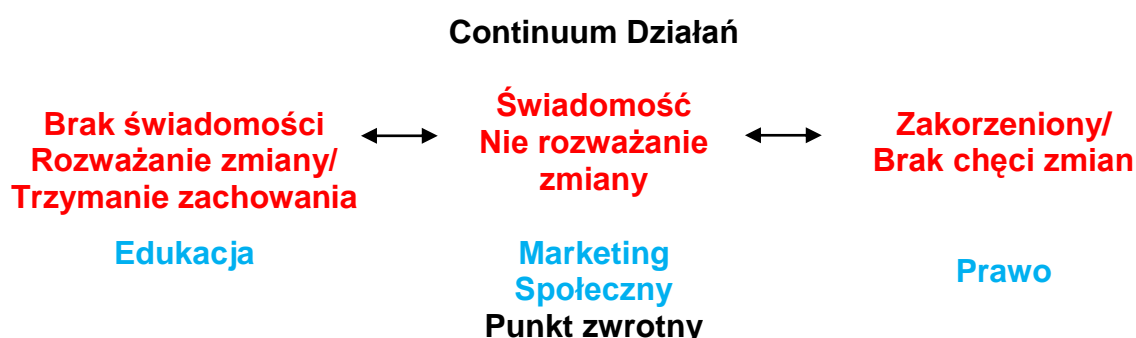 Continuum Działań
Brak świadomości
Rozważanie zmiany/
Trzymanie zachowania
Świadomość
Nie rozważanie
zmiany
Zakorzeniony/
Brak chęci zmian
Edukacja
Marketing
Społeczny
Prawo
Punkt zwrotny